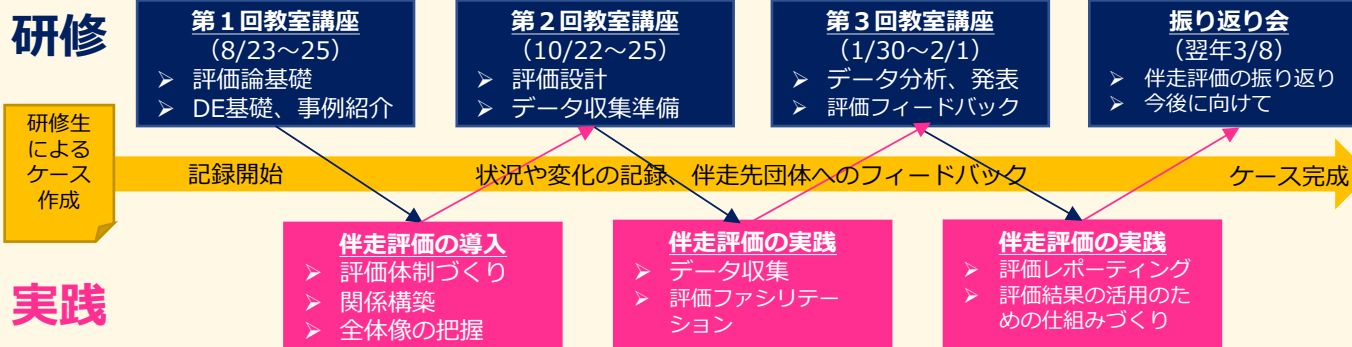 研修
第１回教室講座
（8/23～25）
➢ 評価論基礎
➢ DE基礎、事例紹介
第２回教室講座
（10/22～25）
➢ 評価設計
➢ データ収集準備
第３回教室講座
（1/30～2/1）
➢ データ分析、発表
➢ 評価フィードバック
振り返り会
（翌年3/8）
➢ 伴走評価の振り返り
➢ 今後に向けて
研修生
による
ケース
作成
記録開始
状況や変化の記録、伴走先団体へのフィードバック
ケース完成
実践
伴走評価の導入
➢ 評価体制づくり
➢ 関係構築
➢ 全体像の把握
伴走評価の実践
➢ データ収集
➢ 評価ファシリテー
ション
伴走評価の実践
➢ 評価レポーティング
➢ 評価結果の活用のた
めの仕組みづくり